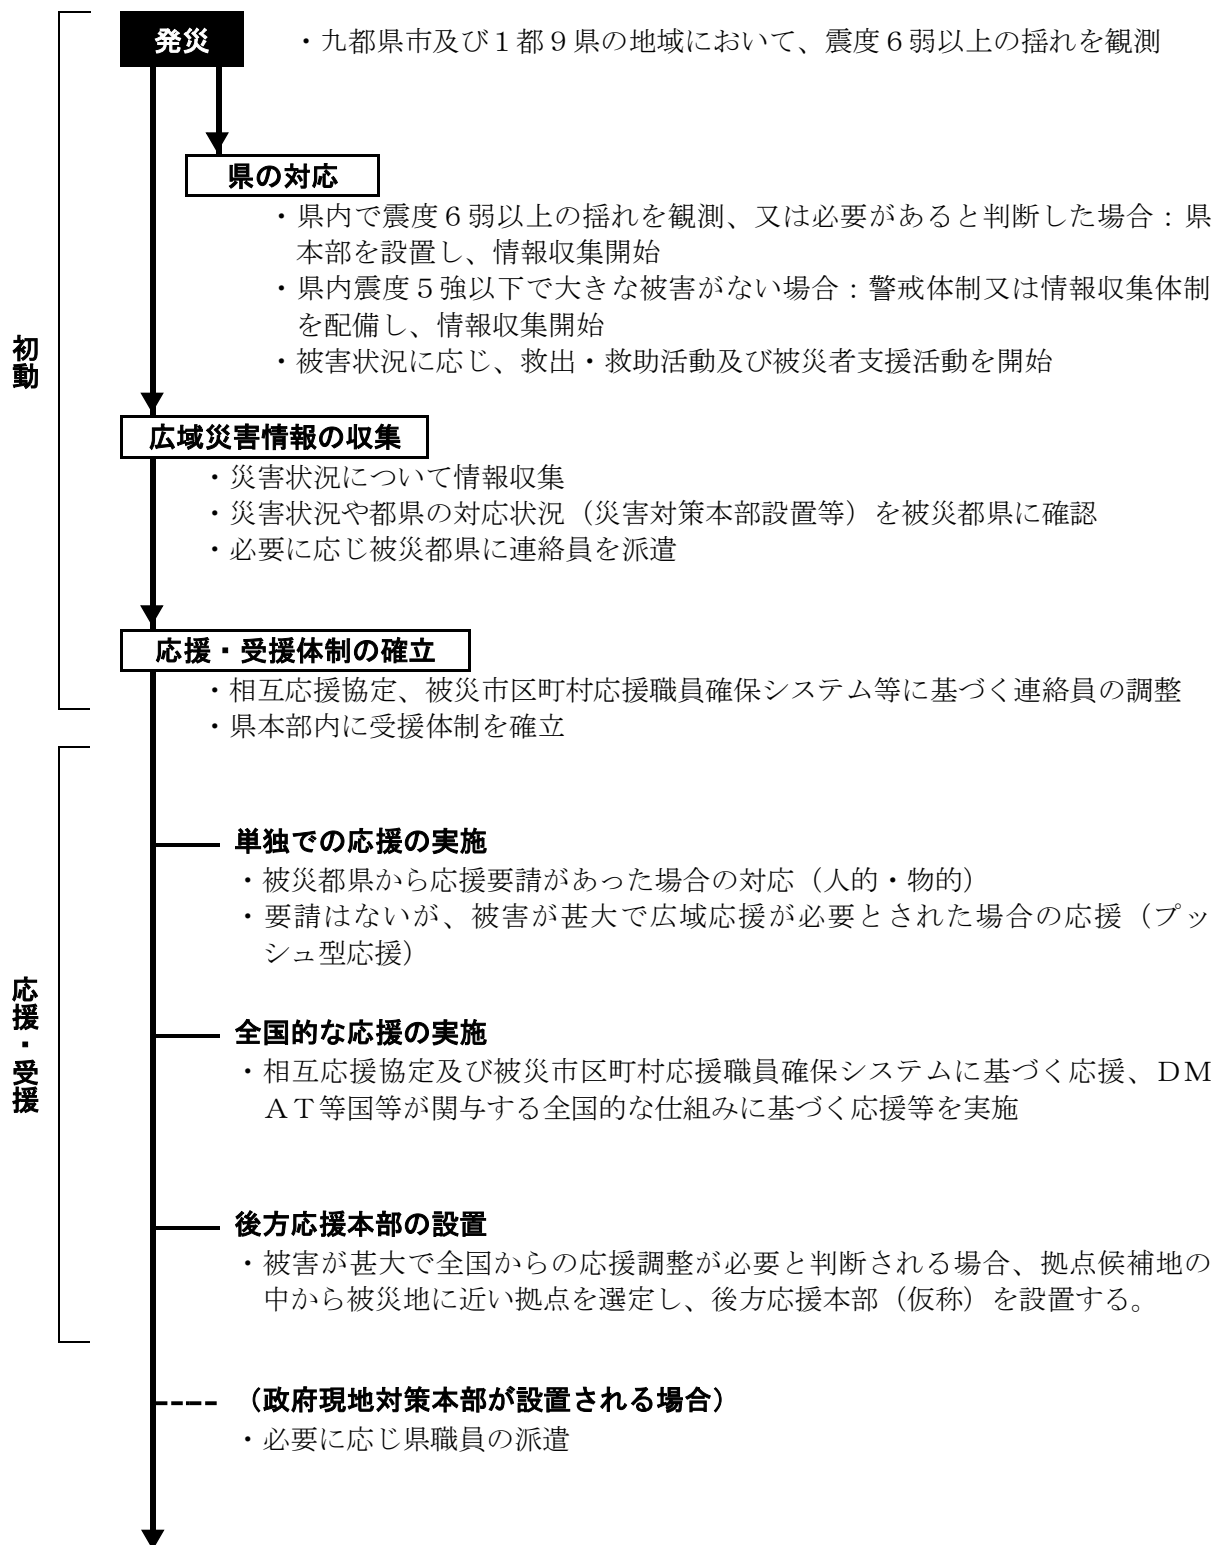 発災
・九都県市及び１都９県の地域において、震度６弱以上の揺れを観測
県の対応
・県内で震度６弱以上の揺れを観測、又は必要があると判断した場合：県
本部を設置し、情報収集開始
・県内震度５強以下で大きな被害がない場合：警戒体制又は情報収集体制
を配備し、情報収集開始
・被害状況に応じ、救出・救助活動及び被災者支援活動を開始
初動
広域災害情報の収集
・災害状況について情報収集
・災害状況や都県の対応状況（災害対策本部設置等）を被災都県に確認
・必要に応じ被災都県に連絡員を派遣
応援・受援体制の確立
・相互応援協定、被災市区町村応援職員確保システム等に基づく連絡員の調整
・県本部内に受援体制を確立
単独での応援の実施
・被災都県から応援要請があった場合の対応（人的・物的）
・要請はないが、被害が甚大で広域応援が必要とされた場合の応援（プッ
シュ型応援）
応援・受援
全国的な応援の実施
・相互応援協定及び被災市区町村応援職員確保システムに基づく応援、ＤＭ
ＡＴ等国等が関与する全国的な仕組みに基づく応援等を実施
後方応援本部の設置
・被害が甚大で全国からの応援調整が必要と判断される場合、拠点候補地の
中から被災地に近い拠点を選定し、後方応援本部（仮称）を設置する。
（政府現地対策本部が設置される場合）
・必要に応じ県職員の派遣